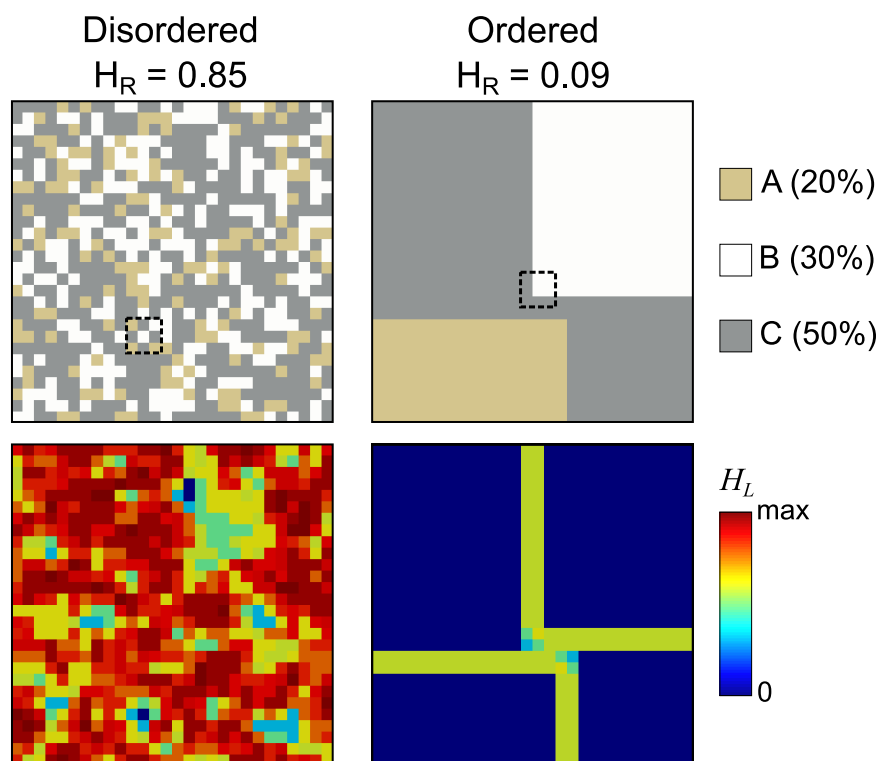 Disordered
H_R = 0.85
Ordered
H_R = 0.09
A (20%)
B (30%)
C (50%)
H_L
max
0